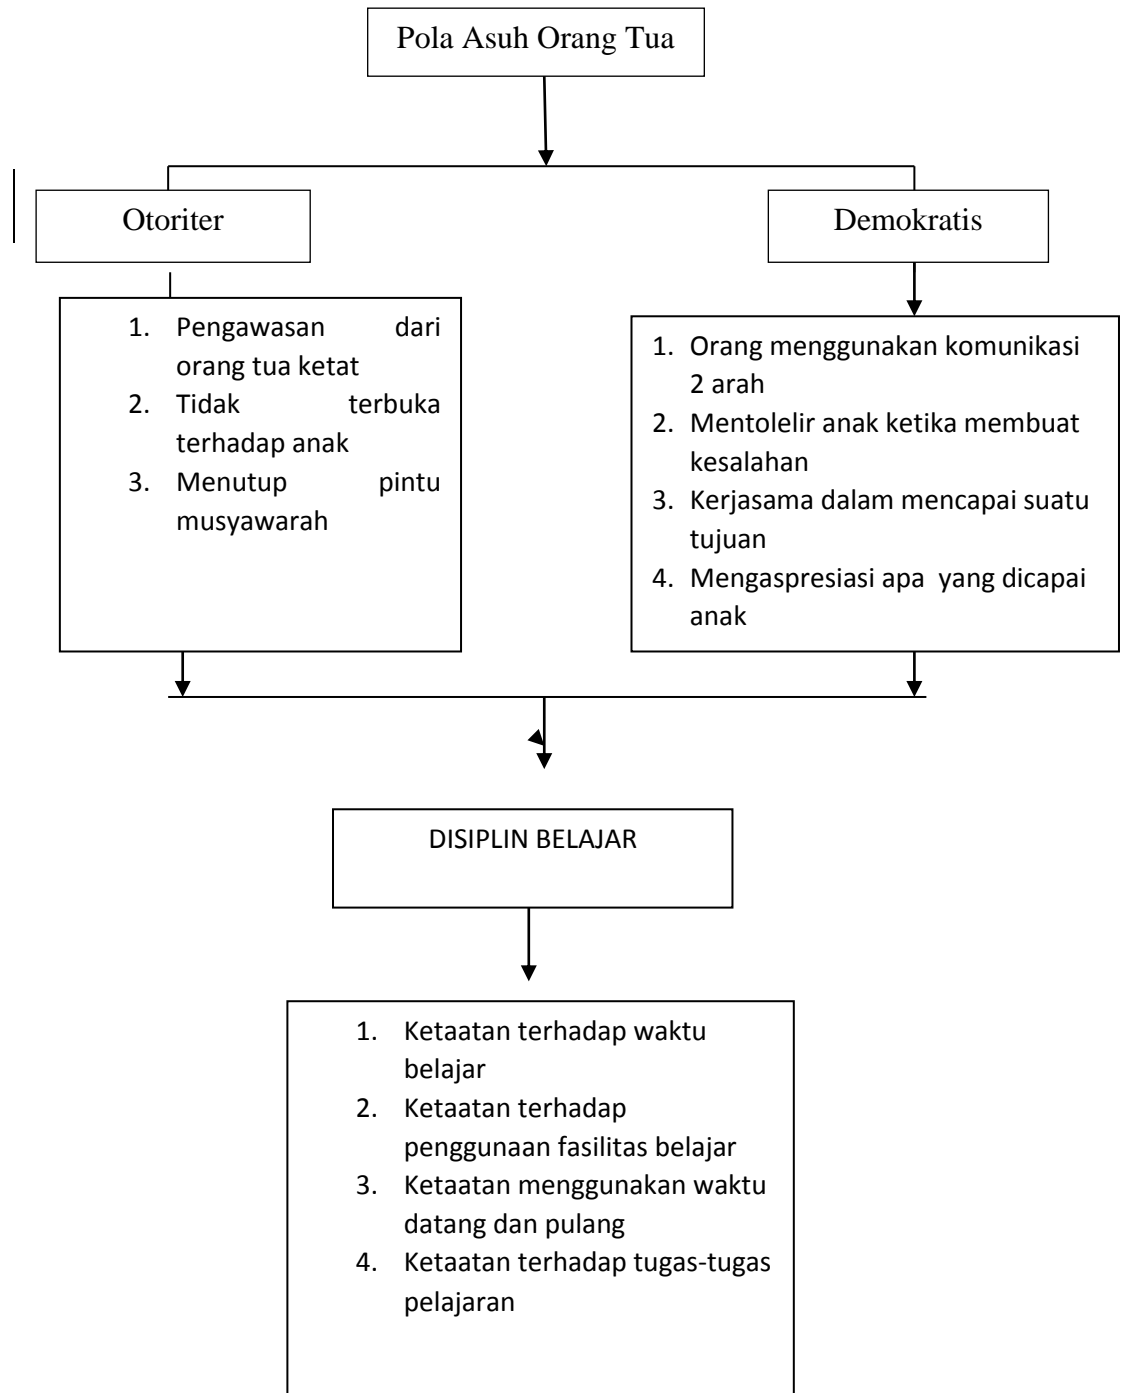 Pola Asuh Orang Tua
Otoriter
Demokratis
1. Pengawasan dari
orang tua ketat
2. Tidak terbuka
terhadap anak
3. Menutup pintu
musyawarah
1. Orang menggunakan komunikasi
2 arah
2. Mentolelir anak ketika membuat
kesalahan
3. Kerjasama dalam mencapai suatu
tujuan
4. Mengaspresiasi apa yang dicapai
anak
DISIPLIN BELAJAR
1. Ketaatan terhadap waktu
belajar
2. Ketaatan terhadap
penggunaan fasilitas belajar
3. Ketaatan menggunakan waktu
datang dan pulang
4. Ketaatan terhadap tugas-tugas
pelajaran